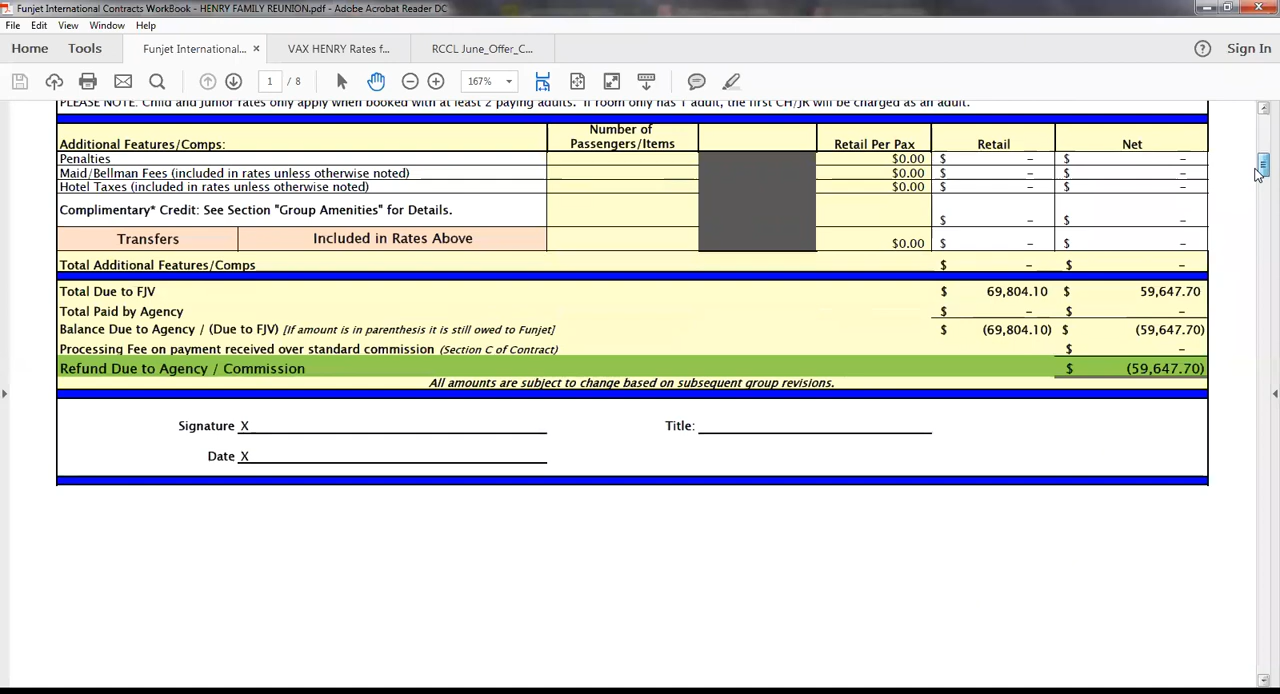 Funjet International Contracts WorkBook - HENRY FAMILY REUNION.pdf - Adobe Acrobat Reader DC
File Edit View Window Help
Home Tools Funjet International... × VAX HENRY Rates f... RCCL June_Offer_C... ? Sign In
1 / 8 167%
PLEASE NOTE: Child and Junior rates only apply when booked with at least 2 paying adults. If room only has 1 adult, the first CH/JR will be charged as an adult.
Additional Features/Comps: Number of Passengers/Items Retail Per Pax Retail Net
Penalties $0.00 $ - $ -
Maid/Bellman Fees (included in rates unless otherwise noted) $0.00 $ - $ -
Hotel Taxes (included in rates unless otherwise noted) $0.00 $ - $ -
Complimentary* Credit: See Section "Group Amenities" for Details. $ - $ -
Transfers Included in Rates Above $0.00 $ - $ -
Total Additional Features/Comps $ - $ -
Total Due to FJV $ 69,804.10 $ 59,647.70
Total Paid by Agency $ - $ -
Balance Due to Agency / (Due to FJV) [If amount is in parenthesis it is still owed to Funjet] $ (69,804.10) $ (59,647.70)
Processing Fee on payment received over standard commission (Section C of Contract) $ -
Refund Due to Agency / Commission $ (59,647.70)
All amounts are subject to change based on subsequent group revisions.
Signature X Title:
Date X